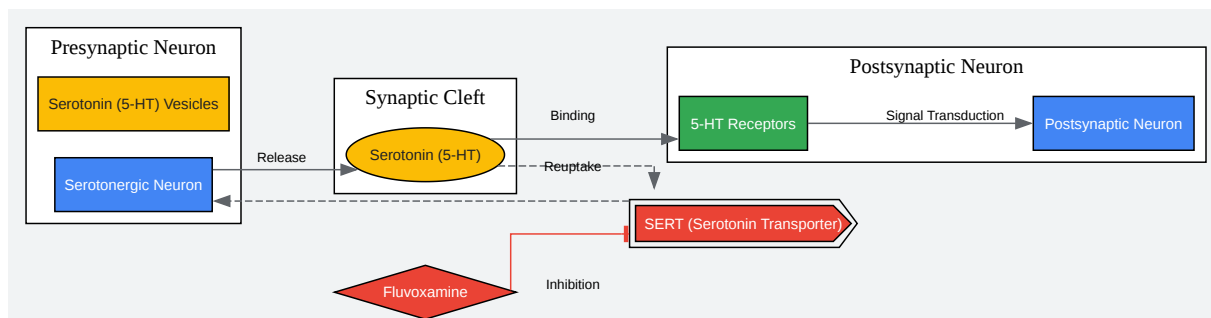 Presynaptic Neuron
Serotonin (5-HT) Vesicles
Serotonergic Neuron
Release
Synaptic Cleft
Serotonin (5-HT)
Binding
Reuptake
Postsynaptic Neuron
5-HT Receptors
Signal Transduction
Postsynaptic Neuron
SERT (Serotonin Transporter)
Fluvoxamine
Inhibition